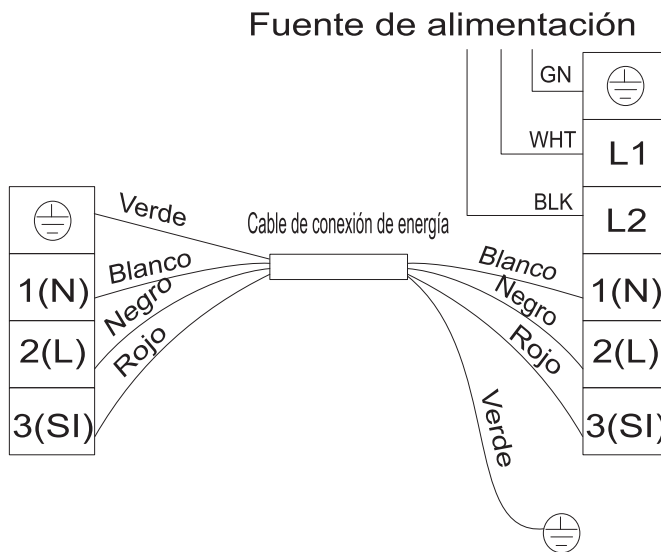 Fuente de alimentación
GN
WHT
L1
BLK
L2
Verde
Cable de conexión de energía
1(N)
Blanco
Blanco
1(N)
2(L)
Negro
Negro
2(L)
3(SI)
Rojo
Rojo
3(SI)
Verde